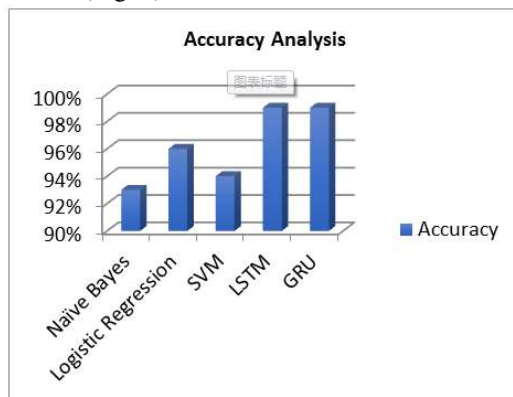 Accuracy Analysis
图表标题
100%
98%
96%
94%
92%
90%
Naïve Bayes
Logistic Regression
SVM
LSTM
GRU
Accuracy